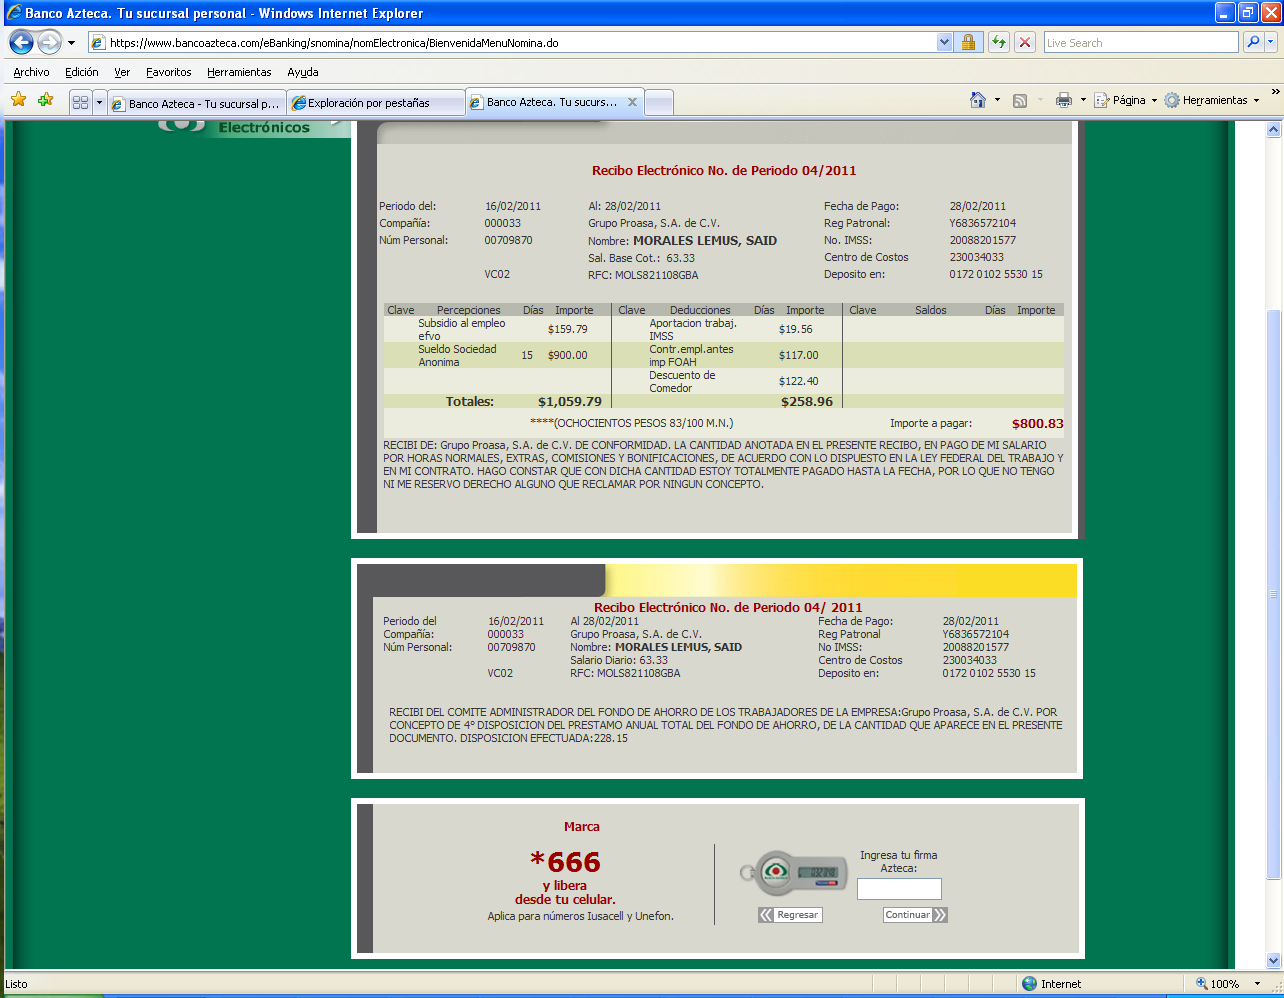 Banco Azteca. Tu sucursal personal - Windows Internet Explorer
https://www.bancoazteca.com/eBanking/snomina/nomElectronica/BienvenidaMenuNomina.do
Live Search
Archivo Edición Ver Favoritos Herramientas Ayuda
Banco Azteca - Tu sucursal p... Exploración por pestañas Banco Azteca. Tu sucurs... Página Herramientas
Electrónicos
Recibo Electrónico No. de Periodo 04/2011
Periodo del: 16/02/2011 Al: 28/02/2011 Fecha de Pago: 28/02/2011
Compañía: 000033 Grupo Proasa, S.A. de C.V. Reg Patronal: Y6836572104
Núm Personal: 00709870 Nombre: MORALES LEMUS, SAID No. IMSS: 20088201577
Sal. Base Cot.: 63.33 Centro de Costos 230034033
VC02 RFC: MOLS821108GBA Deposito en: 0172 0102 5530 15
Clave Percepciones Días Importe Clave Deducciones Días Importe Clave Saldos Días Importe
Subsidio al empleo efvo $159.79 Aportacion trabaj. IMSS $19.56
Sueldo Sociedad Anonima 15 $900.00 Contr.empl.antes imp FOAH $117.00
Descuento de Comedor $122.40
Totales: $1,059.79 $258.96
****(OCHOCIENTOS PESOS 83/100 M.N.) Importe a pagar: $800.83
RECIBI DE: Grupo Proasa, S.A. de C.V. DE CONFORMIDAD. LA CANTIDAD ANOTADA EN EL PRESENTE RECIBO, EN PAGO DE MI SALARIO
POR HORAS NORMALES, EXTRAS, COMISIONES Y BONIFICACIONES, DE ACUERDO CON LO DISPUESTO EN LA LEY FEDERAL DEL TRABAJO Y
EN MI CONTRATO. HAGO CONSTAR QUE CON DICHA CANTIDAD ESTOY TOTALMENTE PAGADO HASTA LA FECHA, POR LO QUE NO TENGO
NI ME RESERVO DERECHO ALGUNO QUE RECLAMAR POR NINGUN CONCEPTO.
Recibo Electrónico No. de Periodo 04/ 2011
Periodo del 16/02/2011 Al 28/02/2011 Fecha de Pago: 28/02/2011
Compañía: 000033 Grupo Proasa, S.A. de C.V. Reg Patronal Y6836572104
Núm Personal: 00709870 Nombre: MORALES LEMUS, SAID No IMSS: 20088201577
Salario Diario: 63.33 Centro de Costos 230034033
VC02 RFC: MOLS821108GBA Deposito en: 0172 0102 5530 15
RECIBI DEL COMITE ADMINISTRADOR DEL FONDO DE AHORRO DE LOS TRABAJADORES DE LA EMPRESA:Grupo Proasa, S.A. de C.V. POR
CONCEPTO DE 4° DISPOSICION DEL PRESTAMO ANUAL TOTAL DEL FONDO DE AHORRO, DE LA CANTIDAD QUE APARECE EN EL PRESENTE
DOCUMENTO. DISPOSICION EFECTUADA:228.15
Marca
*666
y libera
desde tu celular.
Aplica para números Iusacell y Unefon.
Ingresa tu firma
Azteca:
Regresar Continuar
Listo Internet 100%